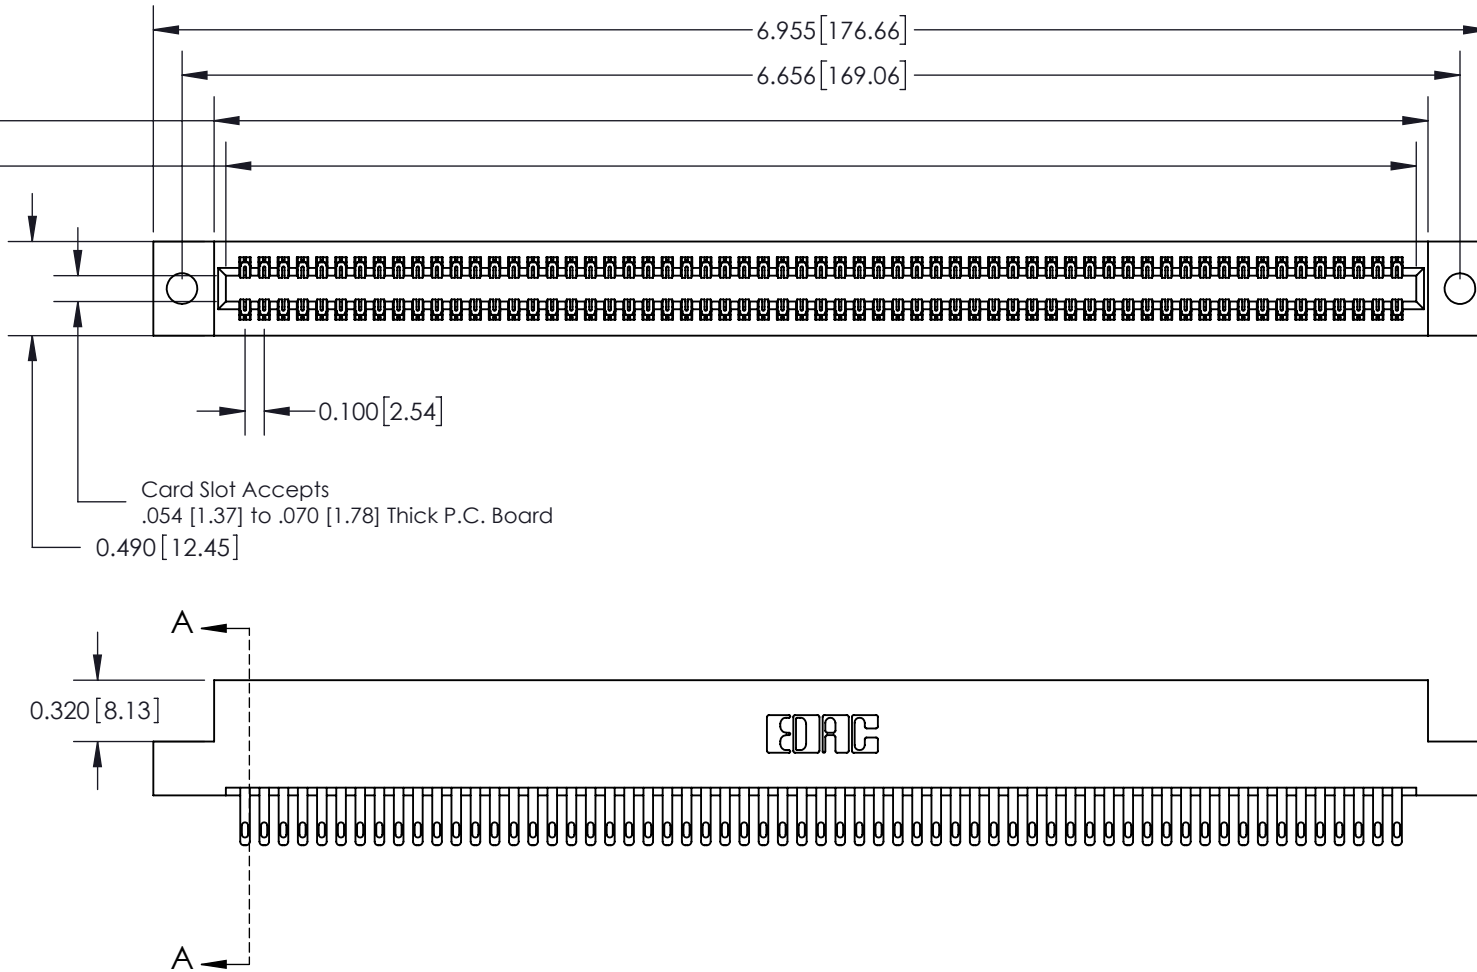 6.955[176.66]
6.656[169.06]
0.100[2.54]
Card Slot Accepts
.054 [1.37] to .070 [1.78] Thick P.C. Board
0.490[12.45]
A
0.320[8.13]
EDAC
A